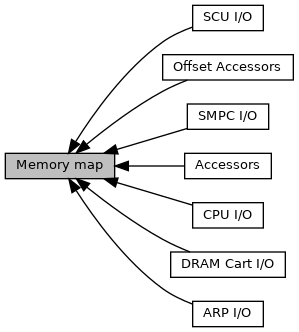 SCU I/O
Offset Accessors
SMPC I/O
Memory map
Accessors
CPU I/O
DRAM Cart I/O
ARP I/O